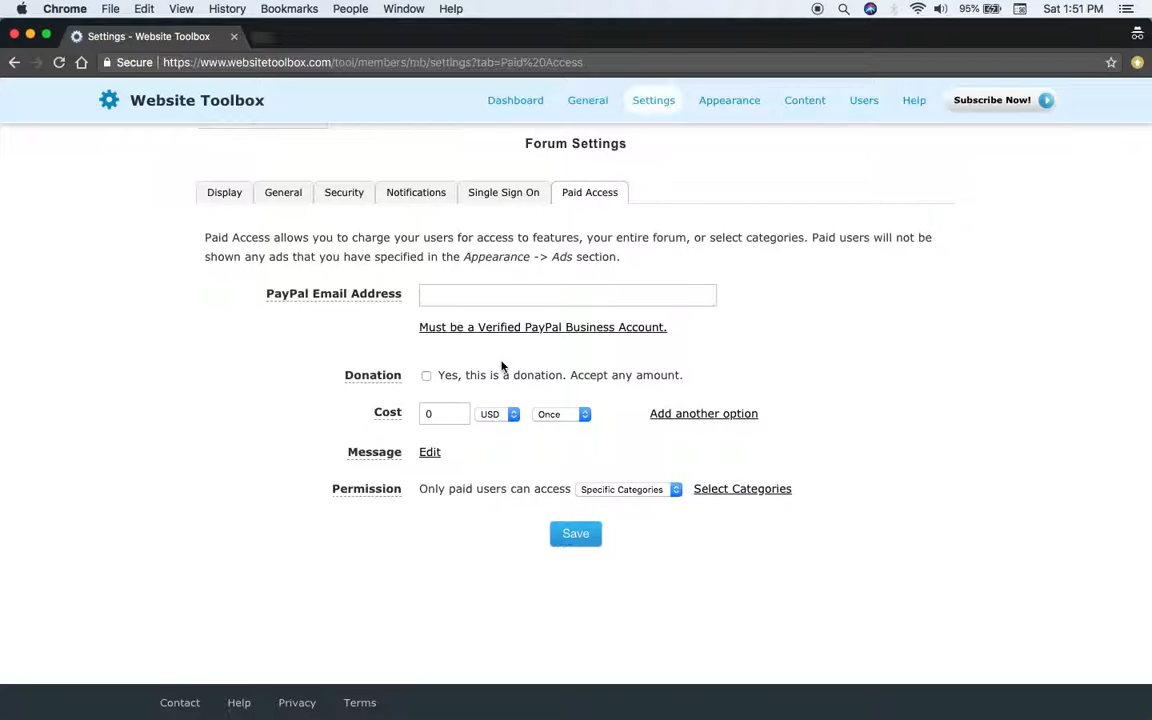 Chrome File Edit View History Bookmarks People Window Help 95% Sat 1:51 PM
Settings - Website Toolbox
Secure https://www.websitetoolbox.com/tool/members/mb/settings?tab=Paid%20Access
Website Toolbox Dashboard General Settings Appearance Content Users Help Subscribe Now!
Forum Settings
Display General Security Notifications Single Sign On Paid Access
Paid Access allows you to charge your users for access to features, your entire forum, or select categories. Paid users will not be
shown any ads that you have specified in the Appearance -> Ads section.
PayPal Email Address
Must be a Verified PayPal Business Account.
Donation Yes, this is a donation. Accept any amount.
Cost 0 USD Once Add another option
Message Edit
Permission Only paid users can access Specific Categories Select Categories
Save
Contact Help Privacy Terms